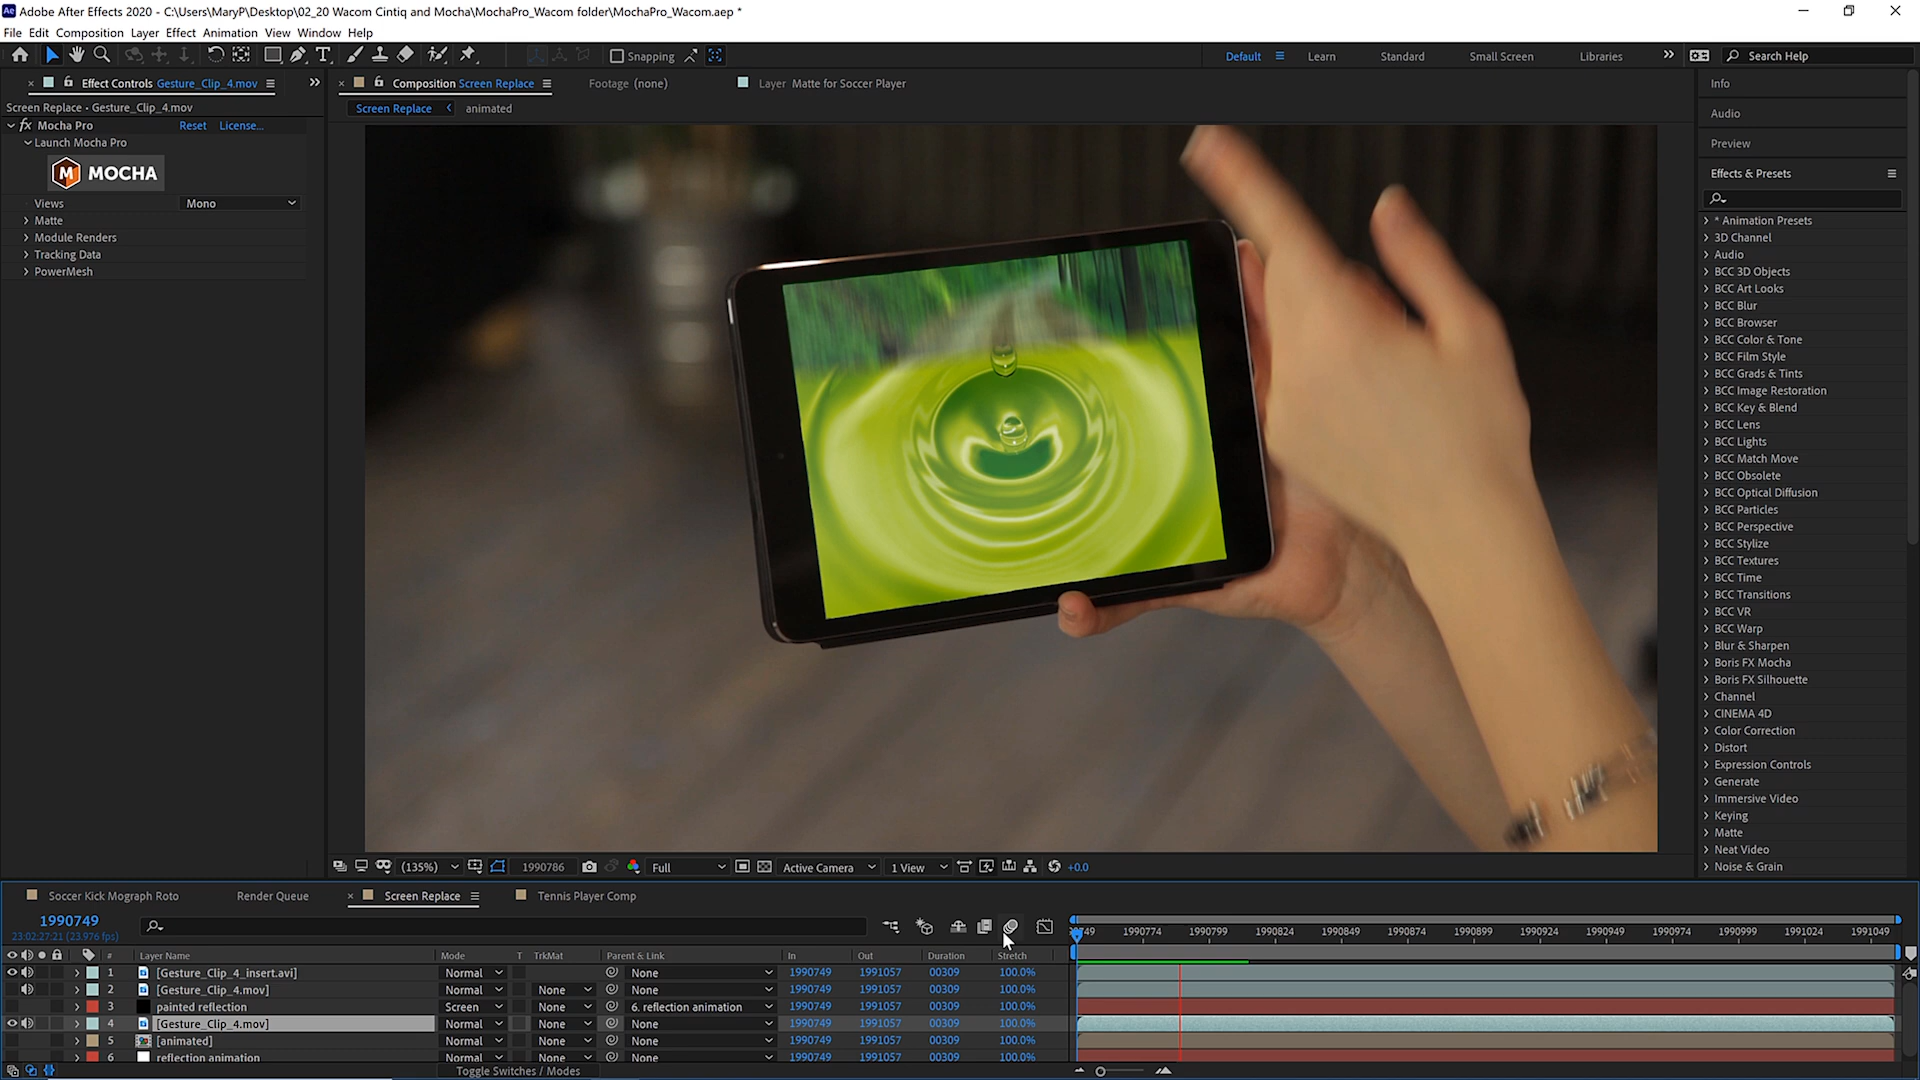 Adobe After Effects 2020 - C:\Users\MaryP\Desktop\02_20 Wacom Cintiq and Mocha\MochaPro_Wacom folder\MochaPro_Wacom.aep *
File Edit Composition Layer Effect Animation View Window Help
Snapping Default Learn Standard Small Screen Libraries Search Help
Effect Controls Gesture_Clip_4.mov
Composition Screen Replace Footage (none) Layer Matte for Soccer Player
Info
Screen Replace • Gesture_Clip_4.mov
Screen Replace animated
Audio
fx Mocha Pro Reset License...
Launch Mocha Pro
Preview
M MOCHA
Effects & Presets
Views Mono
Matte
Module Renders
Tracking Data
PowerMesh
* Animation Presets
3D Channel
Audio
BCC 3D Objects
BCC Art Looks
BCC Blur
BCC Browser
BCC Color & Tone
BCC Film Style
BCC Grads & Tints
BCC Image Restoration
BCC Key & Blend
BCC Lens
BCC Lights
BCC Match Move
BCC Obsolete
BCC Optical Diffusion
BCC Particles
BCC Perspective
BCC Stylize
BCC Textures
BCC Time
BCC Transitions
BCC VR
BCC Warp
Blur & Sharpen
Boris FX Mocha
Boris FX Silhouette
Channel
CINEMA 4D
Color Correction
Distort
Expression Controls
Generate
Immersive Video
Keying
Matte
Neat Video
Noise & Grain
(135%) 1990786 Full Active Camera 1 View +0.0
Soccer Kick Mograph Roto Render Queue Screen Replace Tennis Player Comp
1990749
23:02:27:21 (23.976 fps)
749 1990774 1990799 1990824 1990849 1990874 1990899 1990924 1990949 1990974 1990999 1991024 1991049
# Layer Name Mode T TrkMat Parent & Link In Out Duration Stretch
1 [Gesture_Clip_4_insert.avi] Normal None 1990749 1991057 00309 100.0%
2 [Gesture_Clip_4.mov] Normal None None 1990749 1991057 00309 100.0%
3 painted reflection Screen None 6. reflection animation 1990749 1991057 00309 100.0%
4 [Gesture_Clip_4.mov] Normal None None 1990749 1991057 00309 100.0%
5 [animated] Normal None None 1990749 1991057 00309 100.0%
6 reflection animation Normal None None 1990749 1991057 00309 100.0%
Toggle Switches / Modes